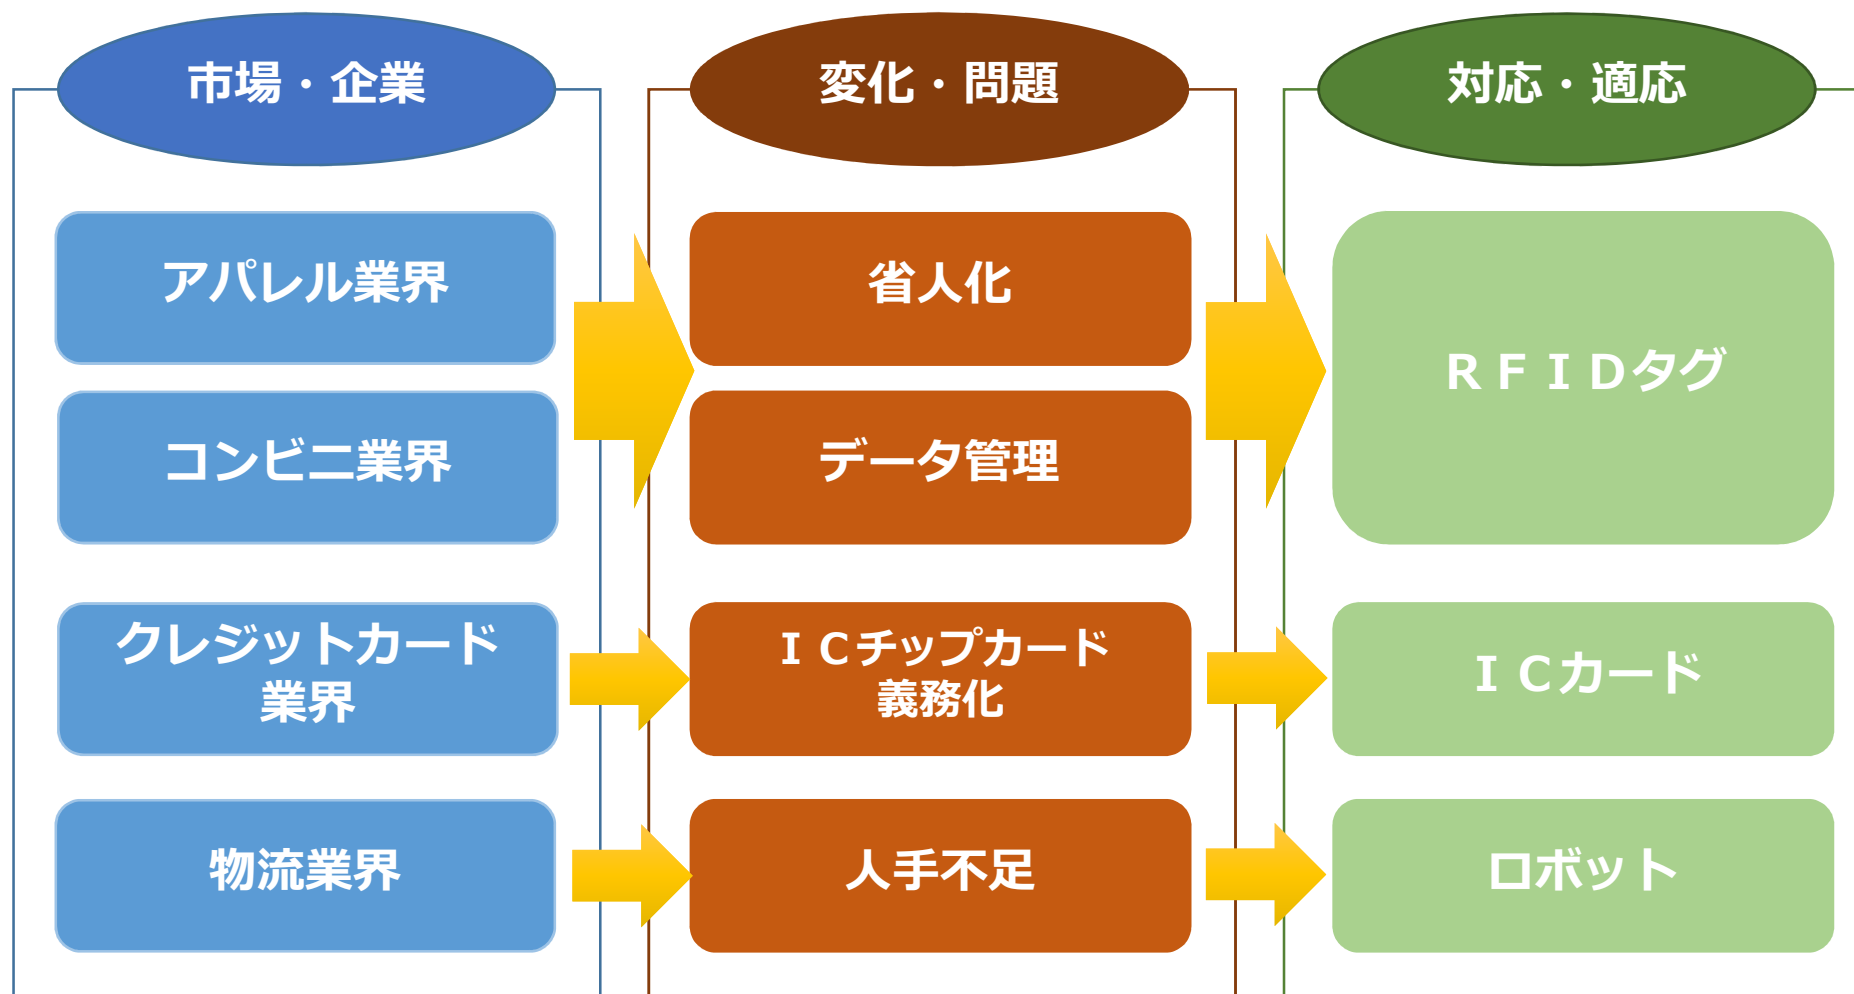 市場・企業
変化・問題
対応・適応
アパレル業界
省人化
ＲＦＩＤタグ
コンビニ業界
データ管理
クレジットカード
業界
ＩＣチップカード
義務化
ＩＣカード
物流業界
人手不足
ロボット